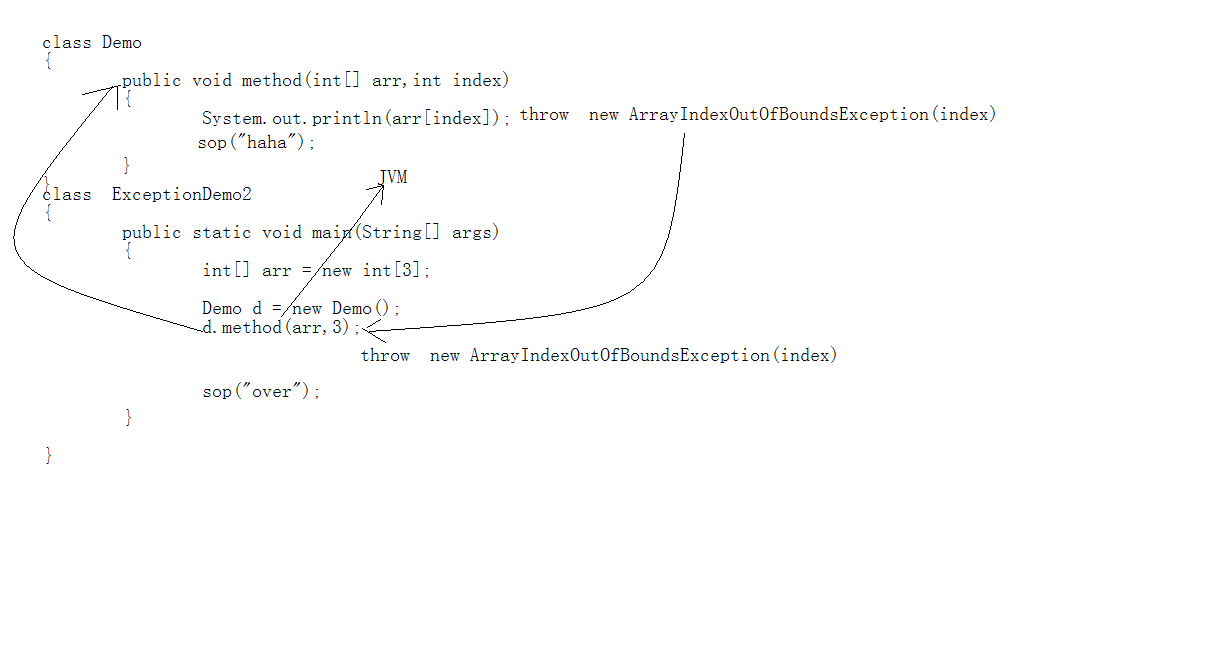 class Demo
{
public void method(int[] arr,int index)
{
System.out.println(arr[index]); throw new ArrayIndexOutOfBoundsException(index)
sop("haha");
}
JVM
}
class ExceptionDemo2
{
public static void main(String[] args)
{
int[] arr = new int[3];
Demo d = new Demo();
d.method(arr,3);
throw new ArrayIndexOutOfBoundsException(index)
sop("over");
}
}